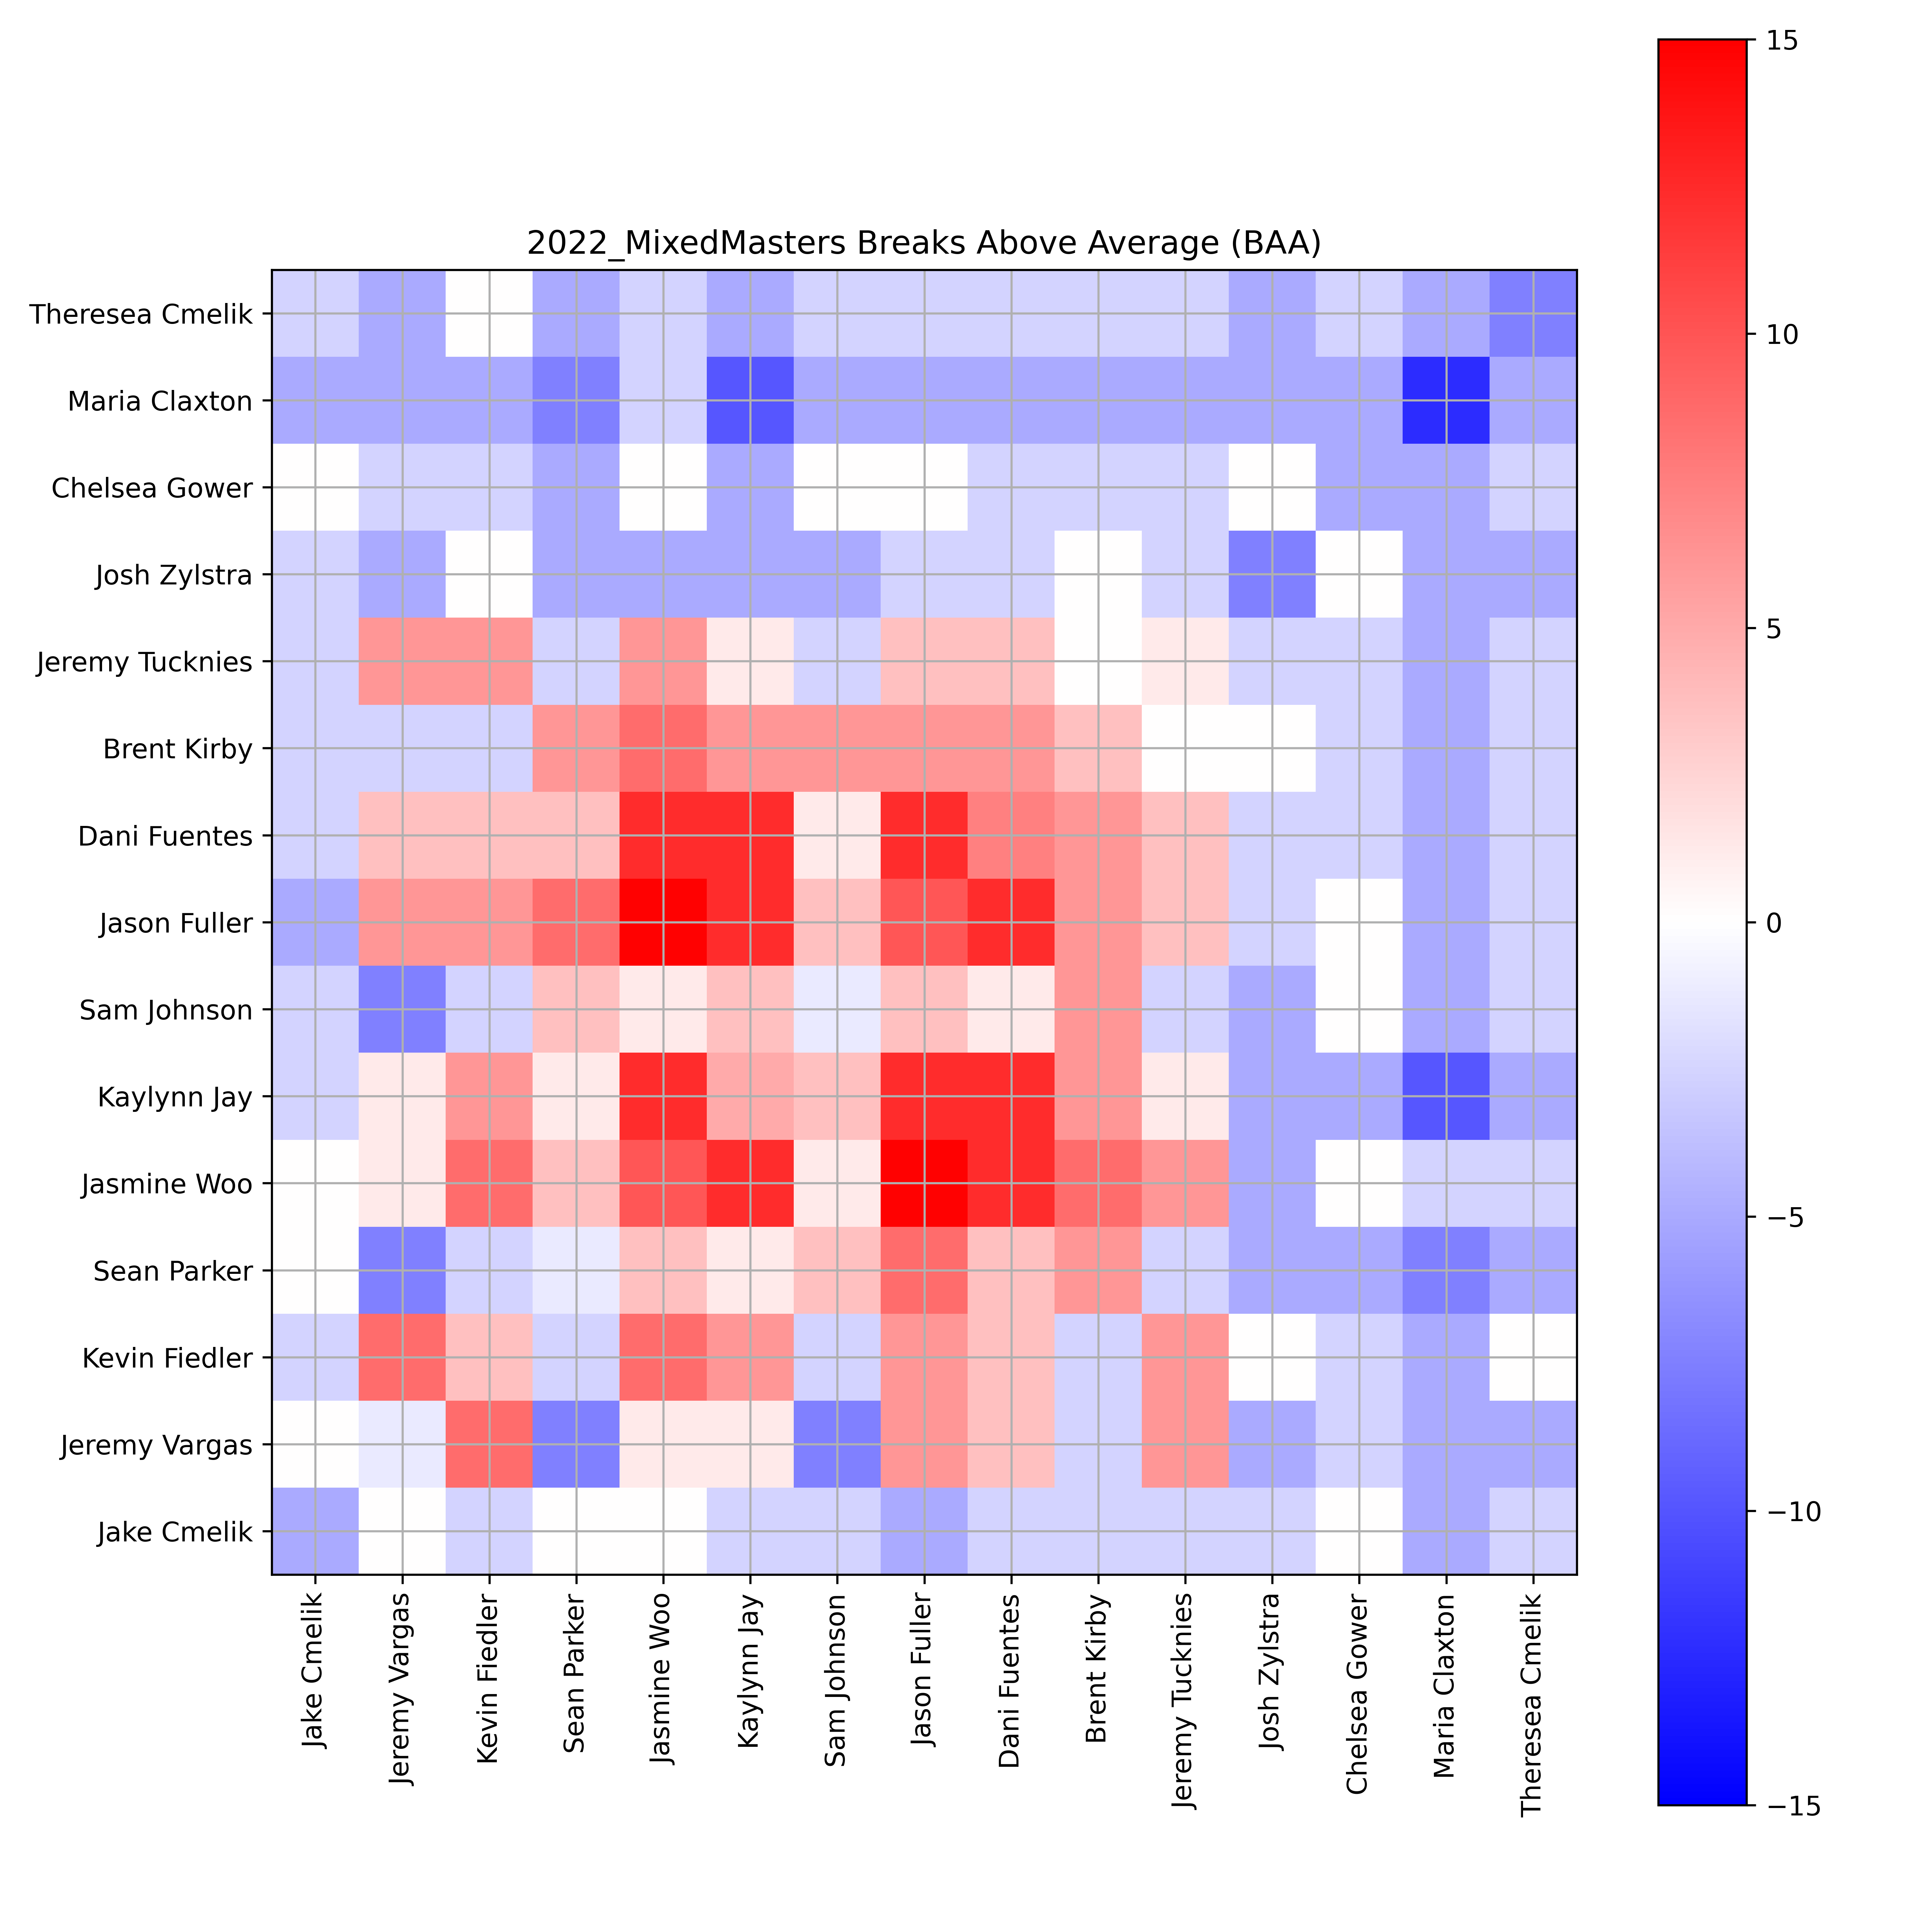 2022_MixedMasters Breaks Above Average (BAA)
Theresea Cmelik
Maria Claxton
Chelsea Gower
Josh Zylstra
Jeremy Tucknies
Brent Kirby
Dani Fuentes
Jason Fuller
Sam Johnson
Kaylynn Jay
Jasmine Woo
Sean Parker
Kevin Fiedler
Jeremy Vargas
Jake Cmelik
Jake Cmelik
Jeremy Vargas
Kevin Fiedler
Sean Parker
Jasmine Woo
Kaylynn Jay
Sam Johnson
Jason Fuller
Dani Fuentes
Brent Kirby
Jeremy Tucknies
Josh Zylstra
Chelsea Gower
Maria Claxton
Theresea Cmelik
15
10
5
0
−5
−10
−15